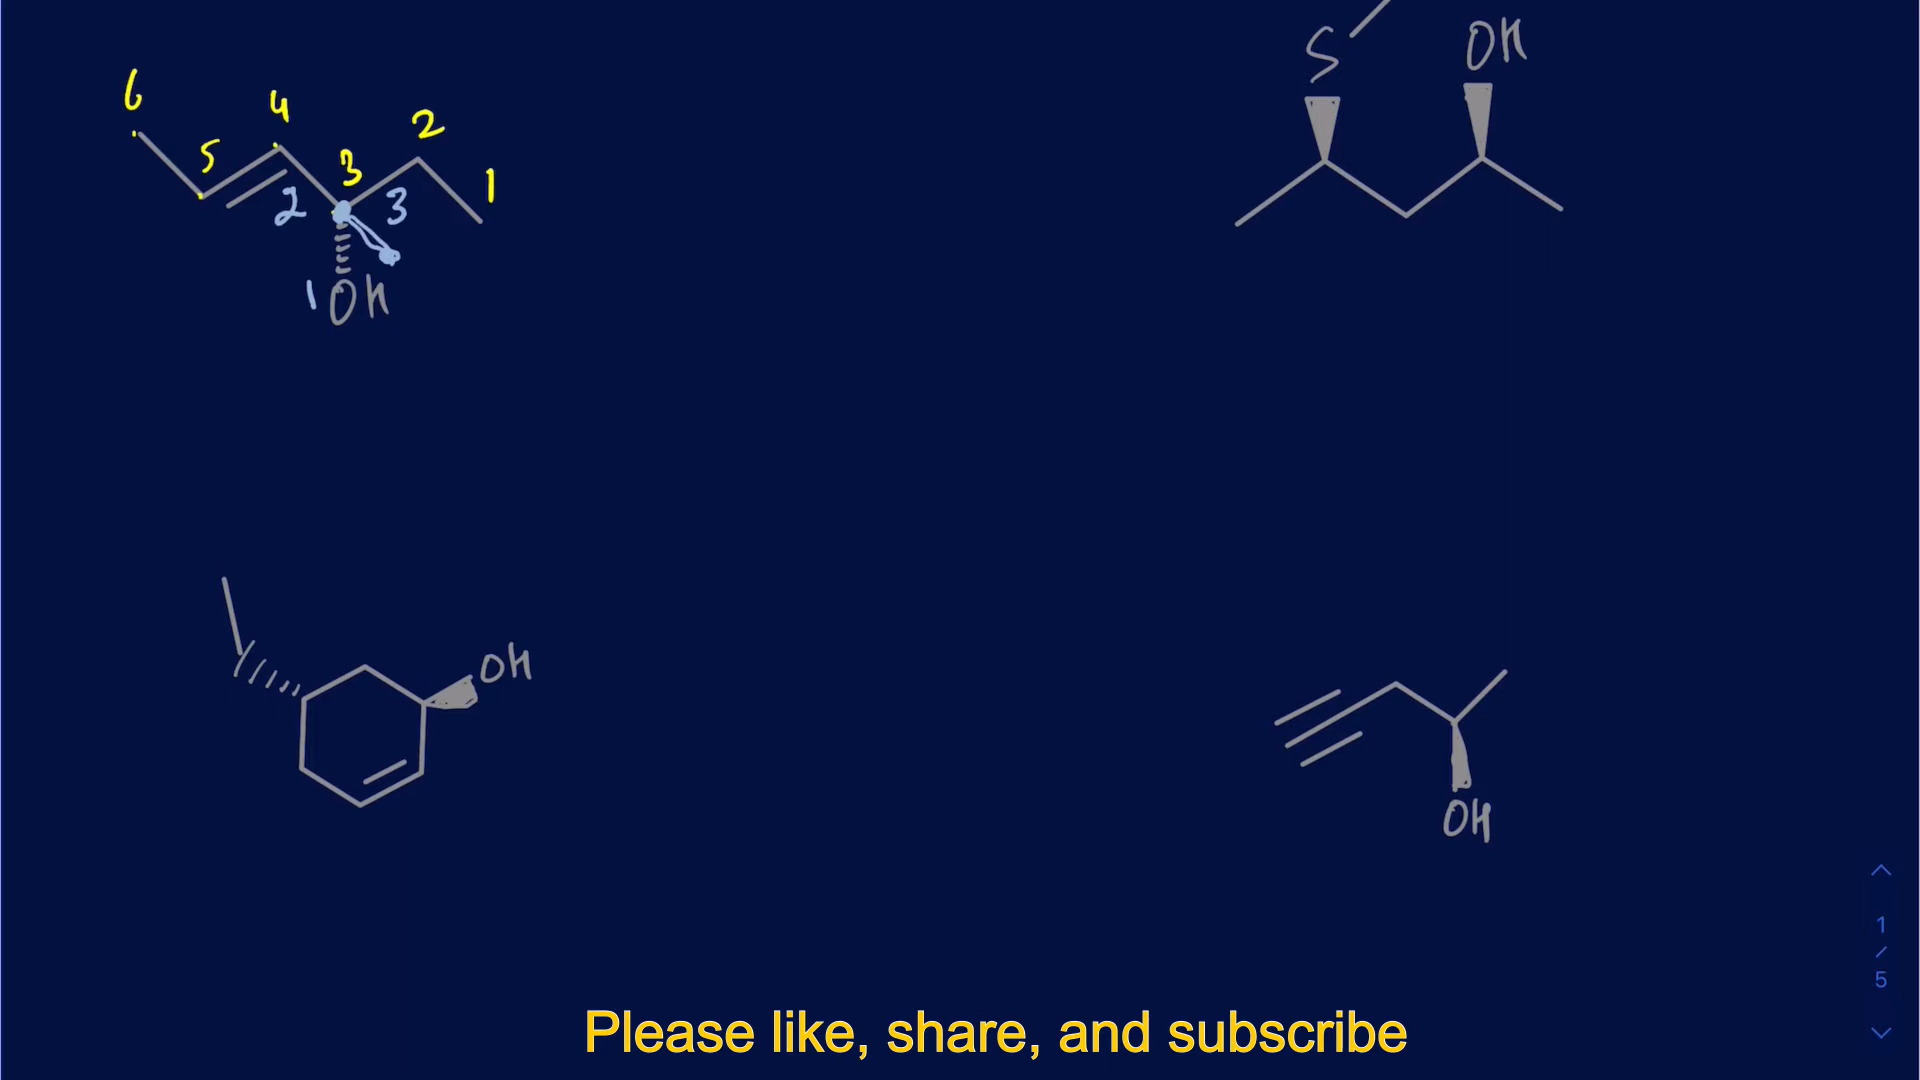 6 5 4 3 2 1
2 3
1 OH
S OH
OH
OH
1
/
5
Please like, share, and subscribe